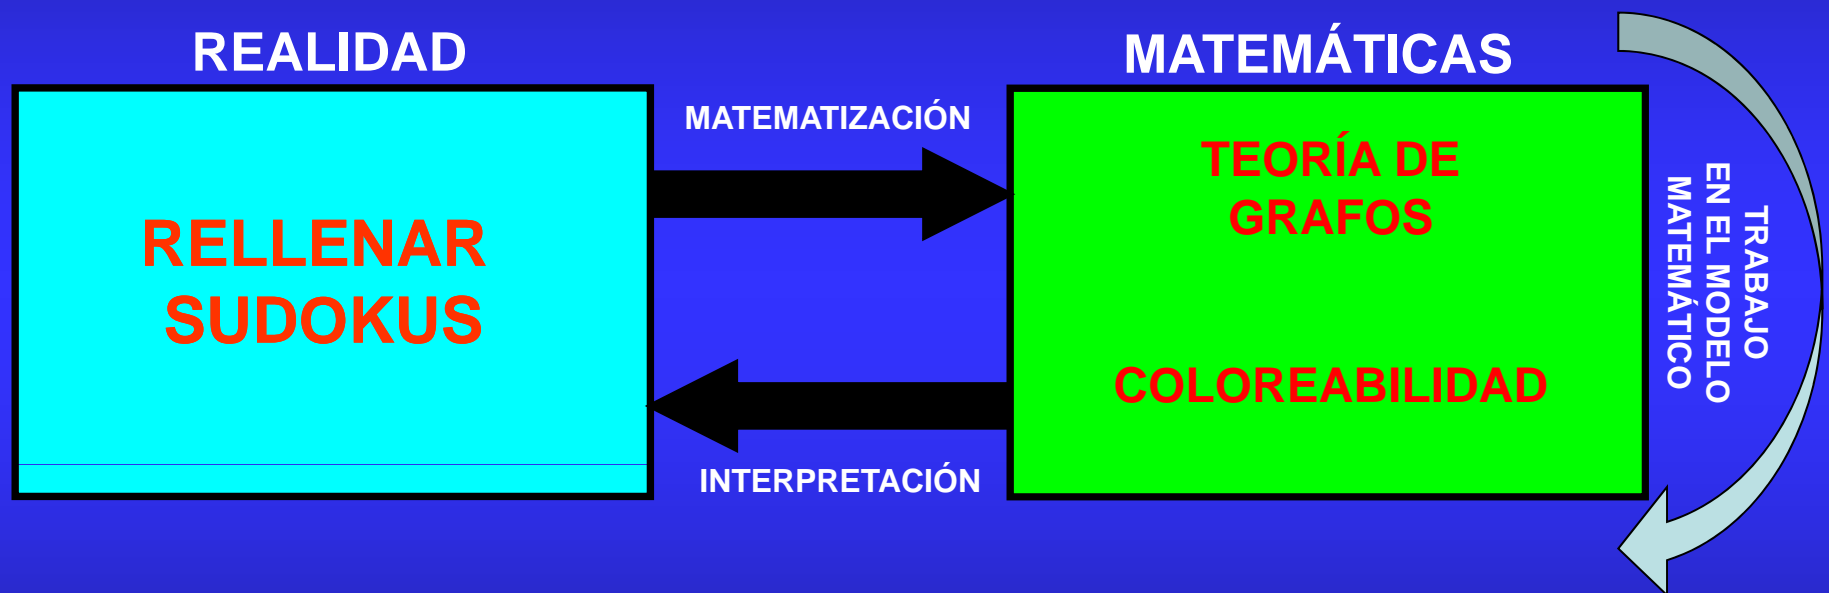 REALIDAD
RELLENAR
SUDOKUS
MATEMATIZACIÓN
INTERPRETACIÓN
MATEMÁTICAS
TEORÍA DE
GRAFOS
COLOREABILIDAD
TRABAJO
EN EL MODELO
MATEMÁTICO